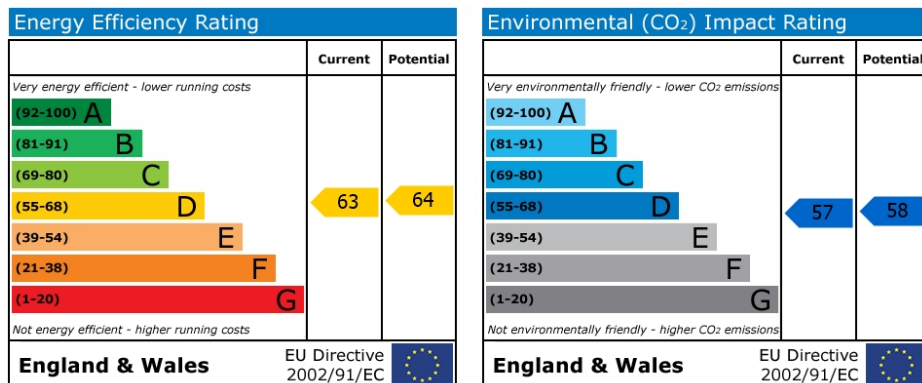 Energy Efficiency Rating
Current Potential
Very energy efficient - lower running costs
(92-100) A
(81-91) B
(69-80) C
(55-68) D
63 64
(39-54) E
(21-38) F
(1-20) G
Not energy efficient - higher running costs
England & Wales
EU Directive
2002/91/EC
Environmental (CO₂) Impact Rating
Current Potential
Very environmentally friendly - lower CO₂ emissions
(92-100) A
(81-91) B
(69-80) C
(55-68) D
57 58
(39-54) E
(21-38) F
(1-20) G
Not environmentally friendly - higher CO₂ emissions
England & Wales
EU Directive
2002/91/EC